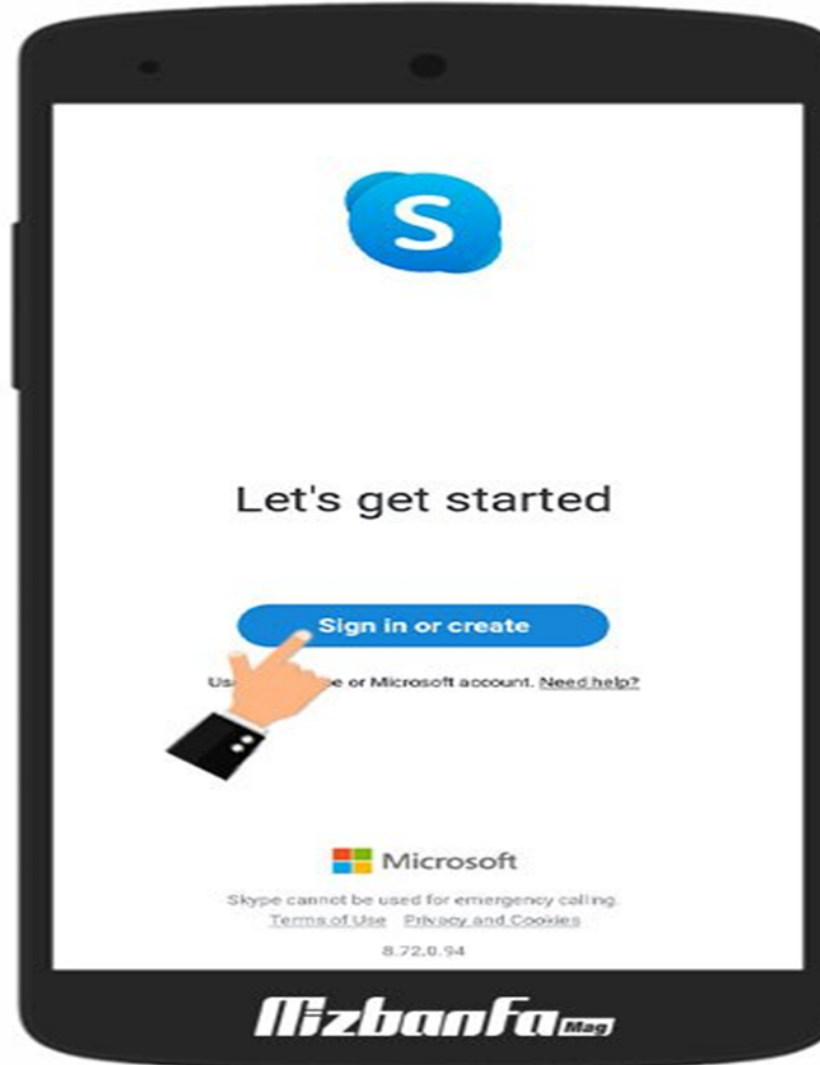 S
Let's get started
Sign in or create
or Microsoft account. Need help?
Microsoft
Skype cannot be used for emergency calling.
Terms of Use Privacy and Cookies
8.72.0.94
MizbanFa Mag